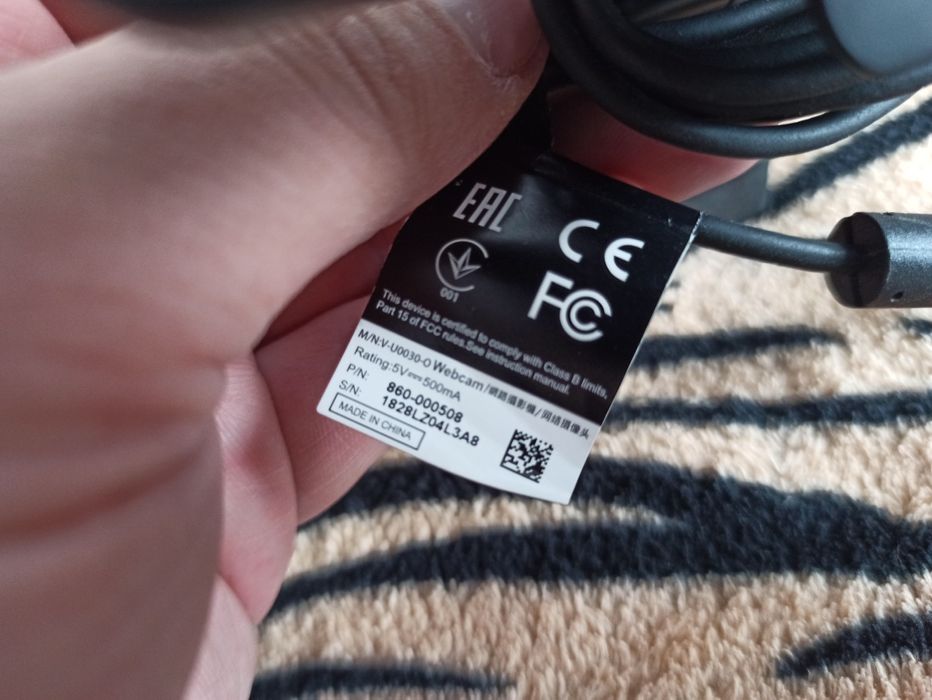 EAC
CE
001
FC
This device is certified to comply with Class B limits,
Part 15 of FCC rules.See instruction manual.
M/N:V-U0030-O Webcam/網路攝影機/网络摄像头
Rating:5V⎓500mA
P/N: 860-000508
S/N: 1828LZ04L3A8
MADE IN CHINA